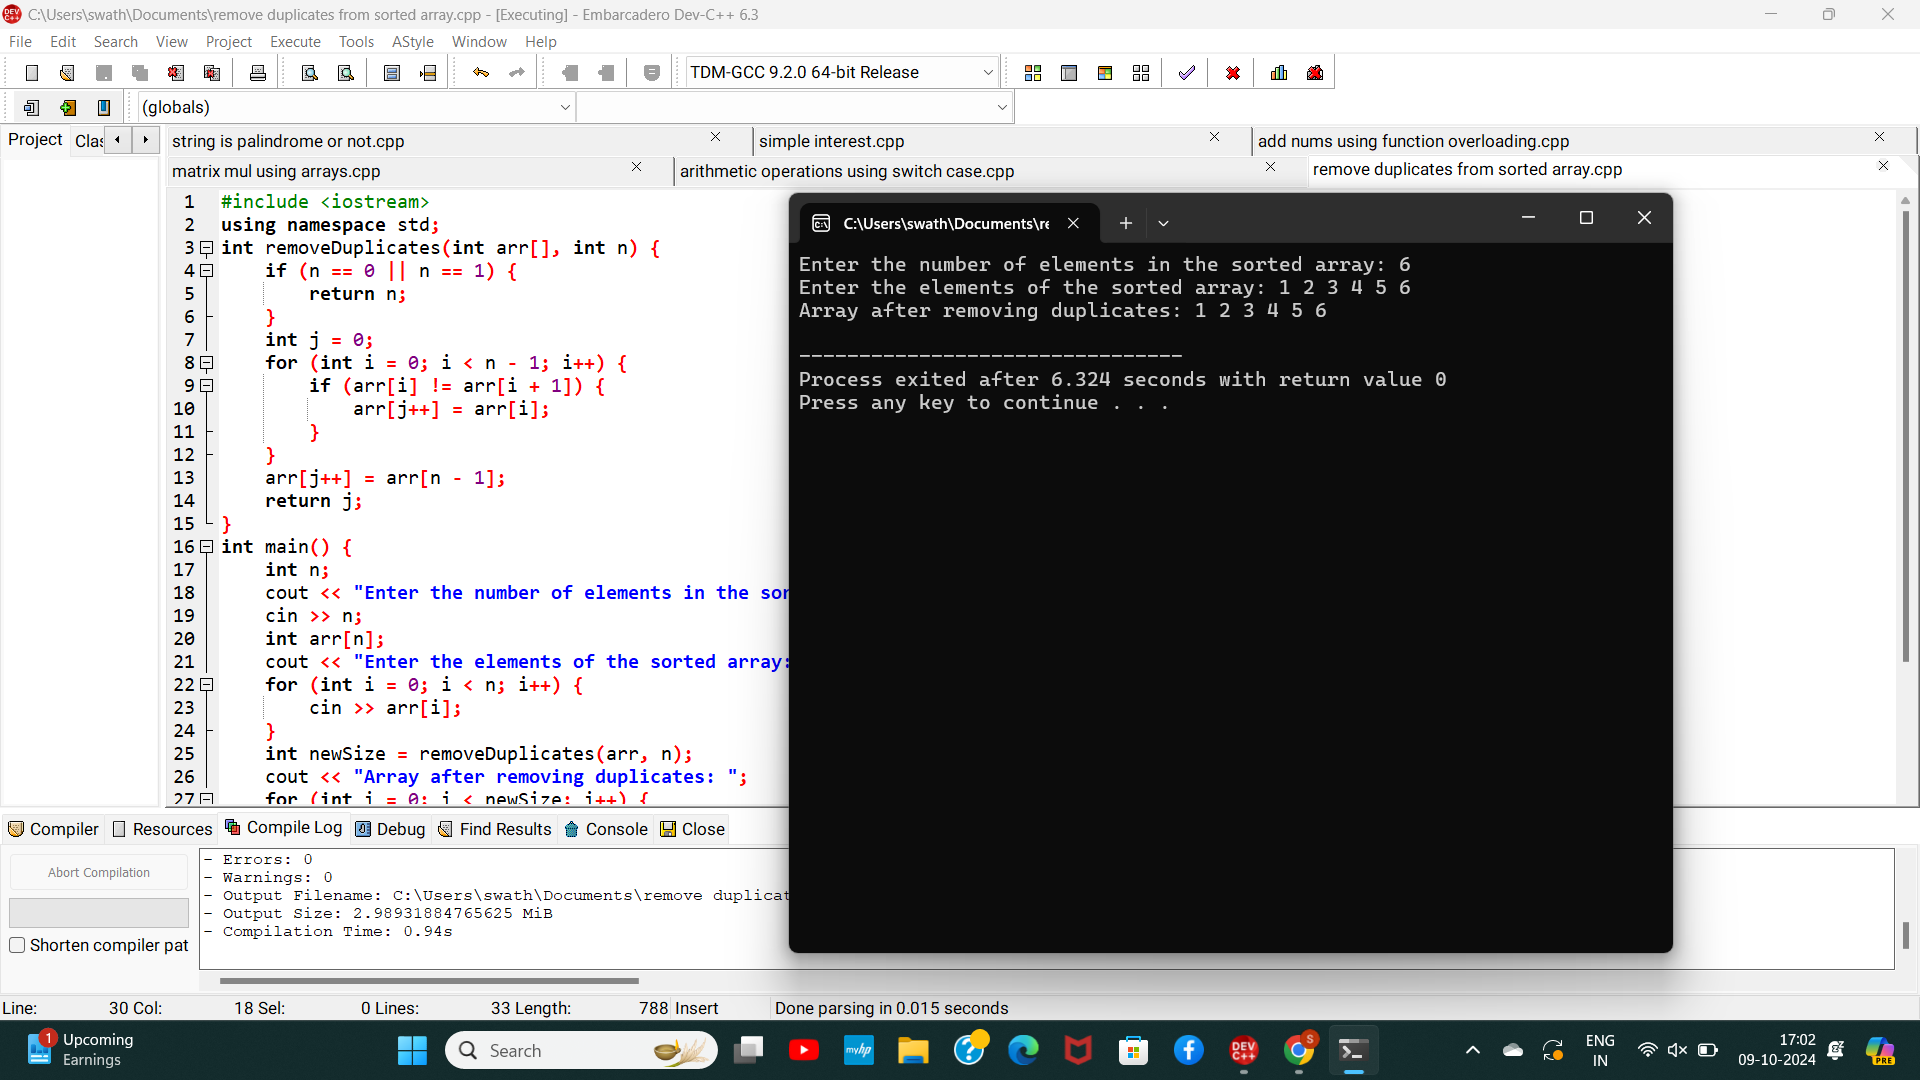 C:\Users\swath\Documents\remove duplicates from sorted array.cpp - [Executing] - Embarcadero Dev-C++ 6.3
File Edit Search View Project Execute Tools AStyle Window Help
TDM-GCC 9.2.0 64-bit Release
(globals)
Project Clas
string is palindrome or not.cpp simple interest.cpp add nums using function overloading.cpp
matrix mul using arrays.cpp arithmetic operations using switch case.cpp remove duplicates from sorted array.cpp
1 #include <iostream>
2 using namespace std;
3 int removeDuplicates(int arr[], int n) {
4 if (n == 0 || n == 1) {
5 return n;
6 }
7 int j = 0;
8 for (int i = 0; i < n - 1; i++) {
9 if (arr[i] != arr[i + 1]) {
10 arr[j++] = arr[i];
11 }
12 }
13 arr[j++] = arr[n - 1];
14 return j;
15 }
16 int main() {
17 int n;
18 cout << "Enter the number of elements in the sor
19 cin >> n;
20 int arr[n];
21 cout << "Enter the elements of the sorted array:
22 for (int i = 0; i < n; i++) {
23 cin >> arr[i];
24 }
25 int newSize = removeDuplicates(arr, n);
26 cout << "Array after removing duplicates: ";
27 for (int i = 0; i < newSize; i++) {
C:\Users\swath\Documents\re
Enter the number of elements in the sorted array: 6
Enter the elements of the sorted array: 1 2 3 4 5 6
Array after removing duplicates: 1 2 3 4 5 6
--------------------------------
Process exited after 6.324 seconds with return value 0
Press any key to continue . . .
Compiler Resources Compile Log Debug Find Results Console Close
Abort Compilation
Shorten compiler pat
- Errors: 0
- Warnings: 0
- Output Filename: C:\Users\swath\Documents\remove duplicat
- Output Size: 2.98931884765625 MiB
- Compilation Time: 0.94s
Line: 30 Col: 18 Sel: 0 Lines: 33 Length: 788 Insert Done parsing in 0.015 seconds
1
Upcoming
Earnings
Search
myhp
DEV C++
S
ENG
IN
17:02
09-10-2024
PRE